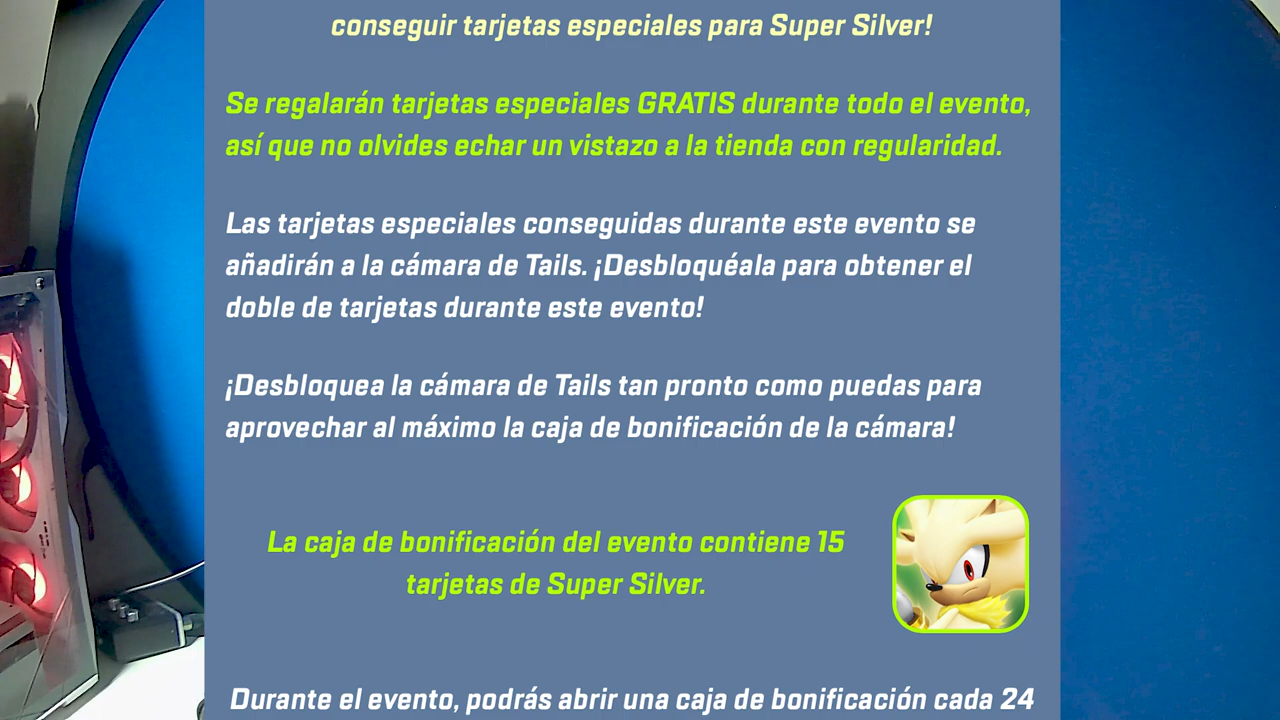 conseguir tarjetas especiales para Super Silver!
Se regalarán tarjetas especiales GRATIS durante todo el evento,
así que no olvides echar un vistazo a la tienda con regularidad.
Las tarjetas especiales conseguidas durante este evento se
añadirán a la cámara de Tails. ¡Desbloquéala para obtener el
doble de tarjetas durante este evento!
¡Desbloquea la cámara de Tails tan pronto como puedas para
aprovechar al máximo la caja de bonificación de la cámara!
La caja de bonificación del evento contiene 15
tarjetas de Super Silver.
Durante el evento, podrás abrir una caja de bonificación cada 24